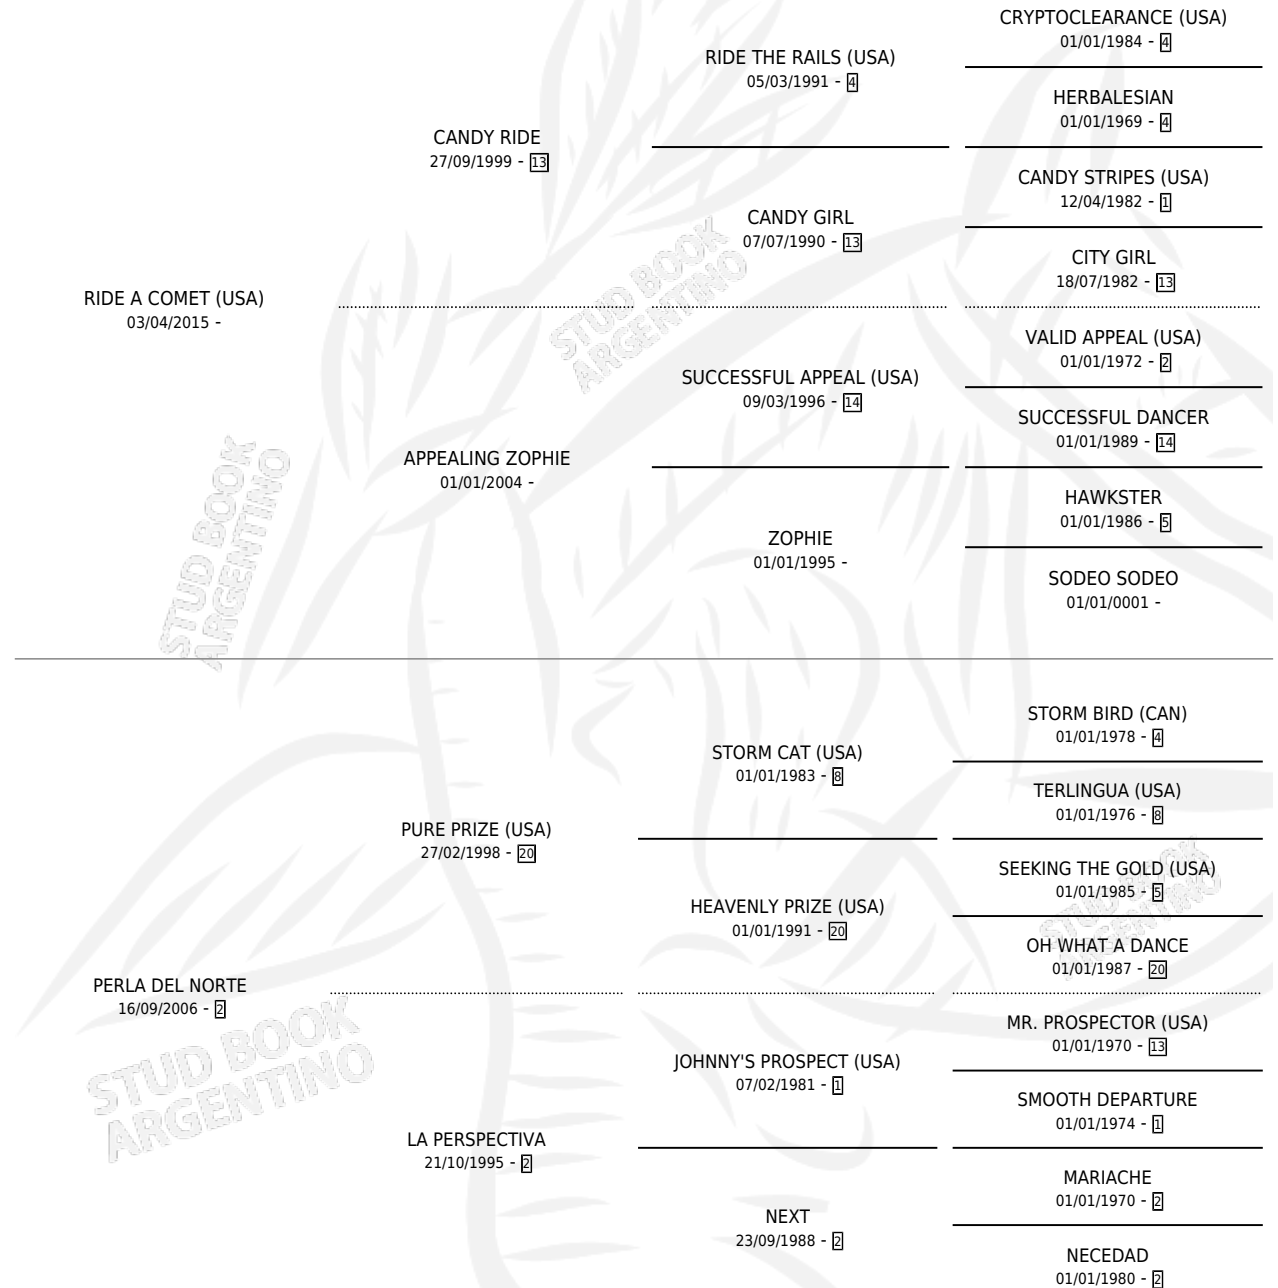 CRYPTOCLEARANCE (USA)
01/01/1984 - 4
RIDE THE RAILS (USA)
05/03/1991 - 4
HERBALESIAN
01/01/1969 - 4
CANDY RIDE
27/09/1999 - 13
CANDY STRIPES (USA)
12/04/1982 - 1
CANDY GIRL
07/07/1990 - 13
CITY GIRL
18/07/1982 - 13
RIDE A COMET (USA)
03/04/2015 -
VALID APPEAL (USA)
01/01/1972 - 2
SUCCESSFUL APPEAL (USA)
09/03/1996 - 14
SUCCESSFUL DANCER
01/01/1989 - 14
APPEALING ZOPHIE
01/01/2004 -
HAWKSTER
01/01/1986 - 5
ZOPHIE
01/01/1995 -
SODEO SODEO
01/01/0001 -
STORM BIRD (CAN)
01/01/1978 - 4
STORM CAT (USA)
01/01/1983 - 8
TERLINGUA (USA)
01/01/1976 - 8
PURE PRIZE (USA)
27/02/1998 - 20
SEEKING THE GOLD (USA)
01/01/1985 - 5
HEAVENLY PRIZE (USA)
01/01/1991 - 20
OH WHAT A DANCE
01/01/1987 - 20
PERLA DEL NORTE
16/09/2006 - 2
MR. PROSPECTOR (USA)
01/01/1970 - 13
JOHNNY'S PROSPECT (USA)
07/02/1981 - 1
SMOOTH DEPARTURE
01/01/1974 - 1
LA PERSPECTIVA
21/10/1995 - 2
MARIACHE
01/01/1970 - 2
NEXT
23/09/1988 - 2
NECEDAD
01/01/1980 - 2
STUD BOOK
ARGENTINO
STUD BOOK
ARGENTINO
STUD BOOK
ARGENTINO
STUD BOOK
ARGENTINO